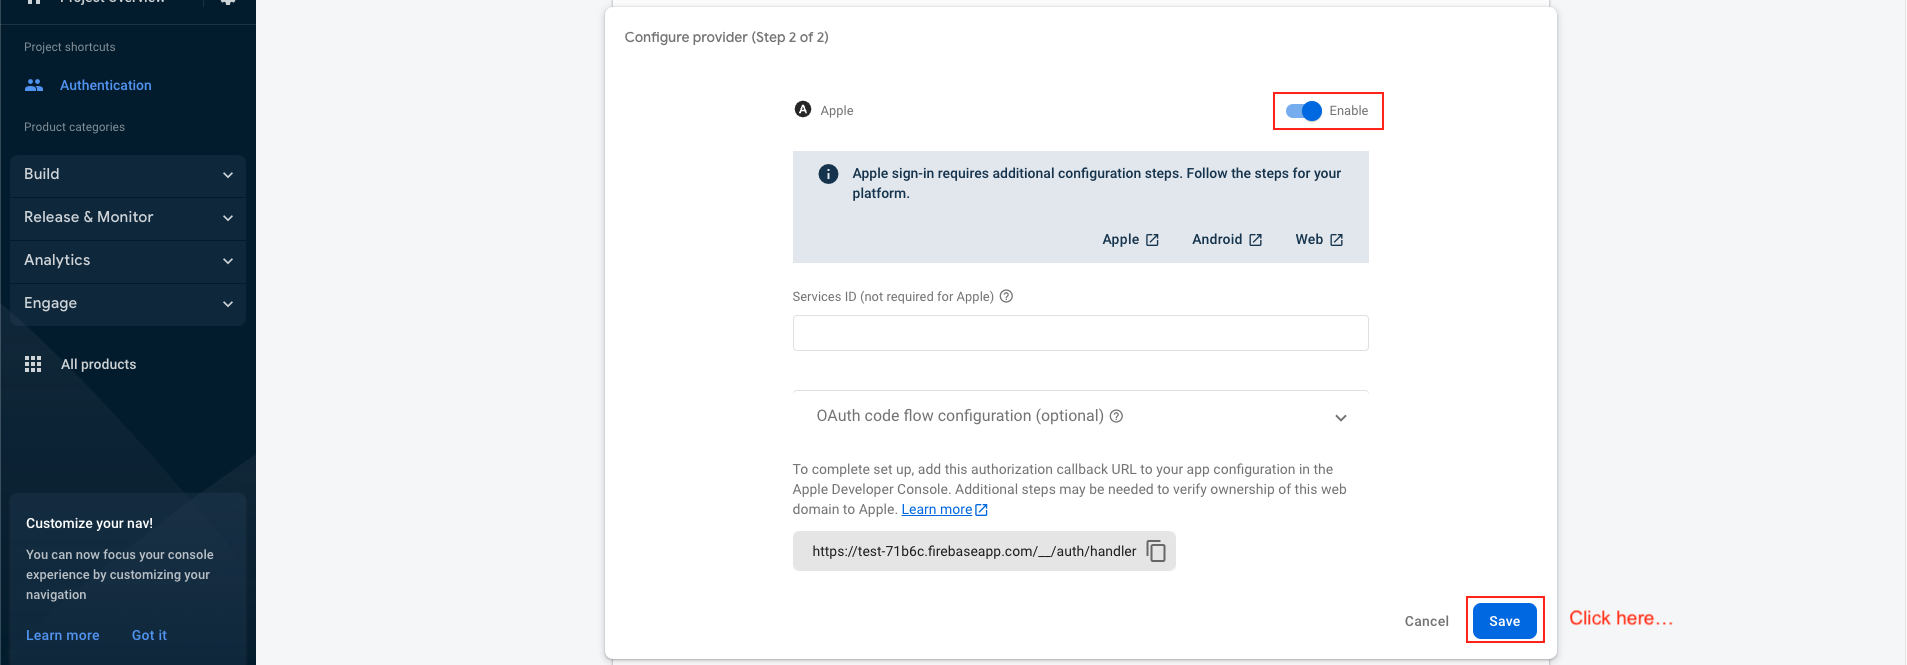 Project Overview
Project shortcuts
Authentication
Product categories
Build
Release & Monitor
Analytics
Engage
All products
Customize your nav!
You can now focus your console
experience by customizing your
navigation
Learn more Got it
Configure provider (Step 2 of 2)
A Apple
Enable
Apple sign-in requires additional configuration steps. Follow the steps for your
platform.
Apple Android Web
Services ID (not required for Apple)
OAuth code flow configuration (optional)
To complete set up, add this authorization callback URL to your app configuration in the
Apple Developer Console. Additional steps may be needed to verify ownership of this web
domain to Apple. Learn more
https://test-71b6c.firebaseapp.com/__/auth/handler
Cancel Save
Click here...